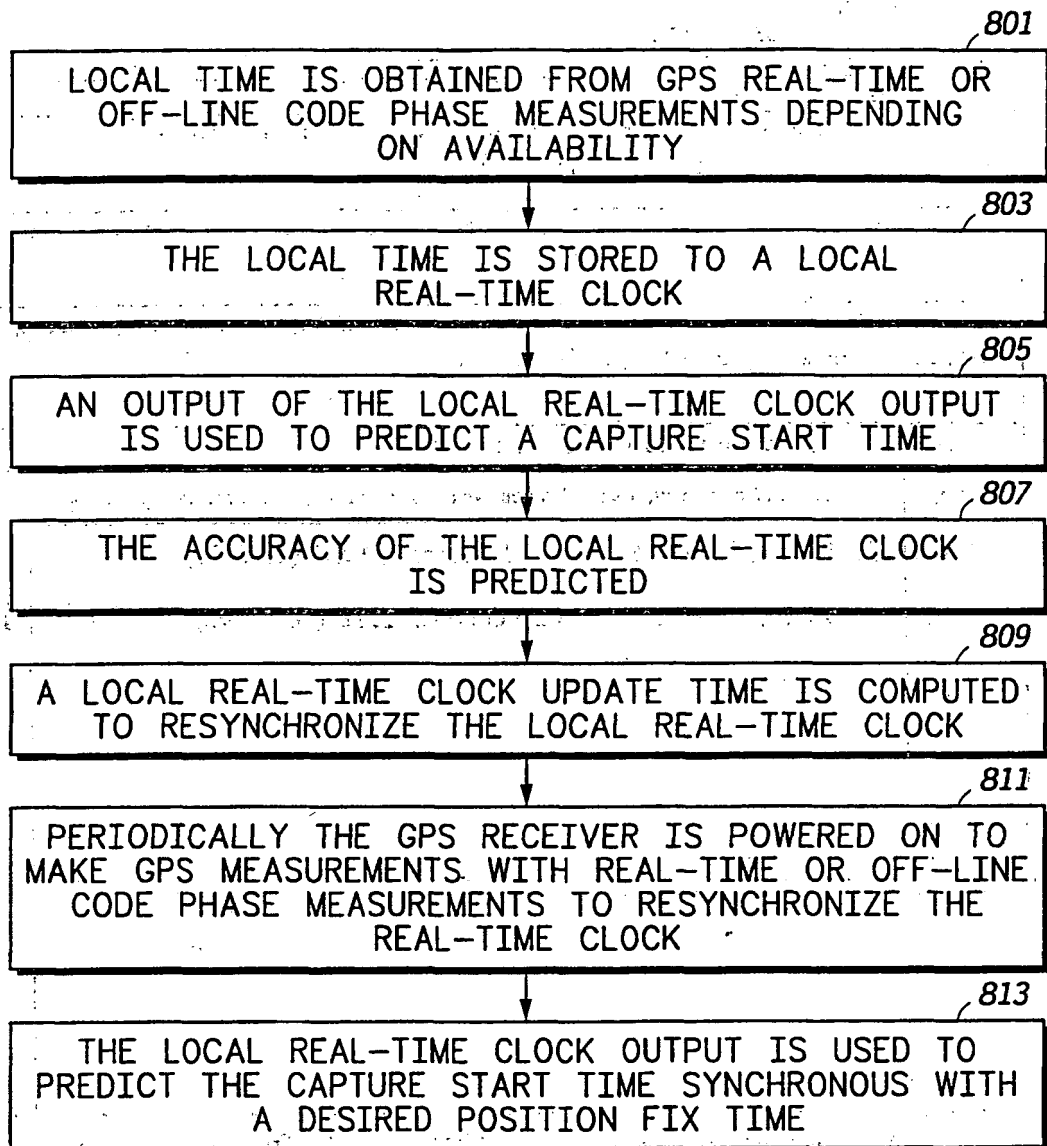 801
LOCAL TIME IS OBTAINED FROM GPS REAL-TIME OR
OFF-LINE CODE PHASE MEASUREMENTS DEPENDING
ON AVAILABILITY
803
THE LOCAL TIME IS STORED TO A LOCAL
REAL-TIME CLOCK
805
AN OUTPUT OF THE LOCAL REAL-TIME CLOCK OUTPUT
IS USED TO PREDICT A CAPTURE START TIME
807
THE ACCURACY OF THE LOCAL REAL-TIME CLOCK
IS PREDICTED
809
A LOCAL REAL-TIME CLOCK UPDATE TIME IS COMPUTED
TO RESYNCHRONIZE THE LOCAL REAL-TIME CLOCK
811
PERIODICALLY THE GPS RECEIVER IS POWERED ON TO
MAKE GPS MEASUREMENTS WITH REAL-TIME OR OFF-LINE
CODE PHASE MEASUREMENTS TO RESYNCHRONIZE THE
REAL-TIME CLOCK
813
THE LOCAL REAL-TIME CLOCK OUTPUT IS USED TO
PREDICT THE CAPTURE START TIME SYNCHRONOUS WITH
A DESIRED POSITION FIX TIME